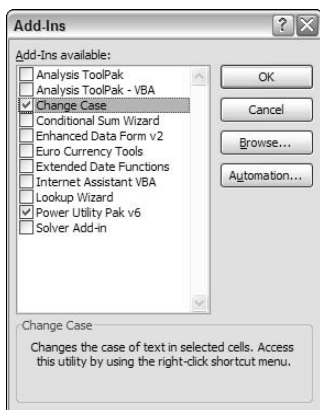 Add-Ins
Add-Ins available:
Analysis ToolPak
Analysis ToolPak - VBA
Change Case
Conditional Sum Wizard
Enhanced Data Form v2
Euro Currency Tools
Extended Date Functions
Internet Assistant VBA
Lookup Wizard
Power Utility Pak v6
Solver Add-in
OK
Cancel
Browse...
Automation...
Change Case
Changes the case of text in selected cells. Access
this utility by using the right-click shortcut menu.